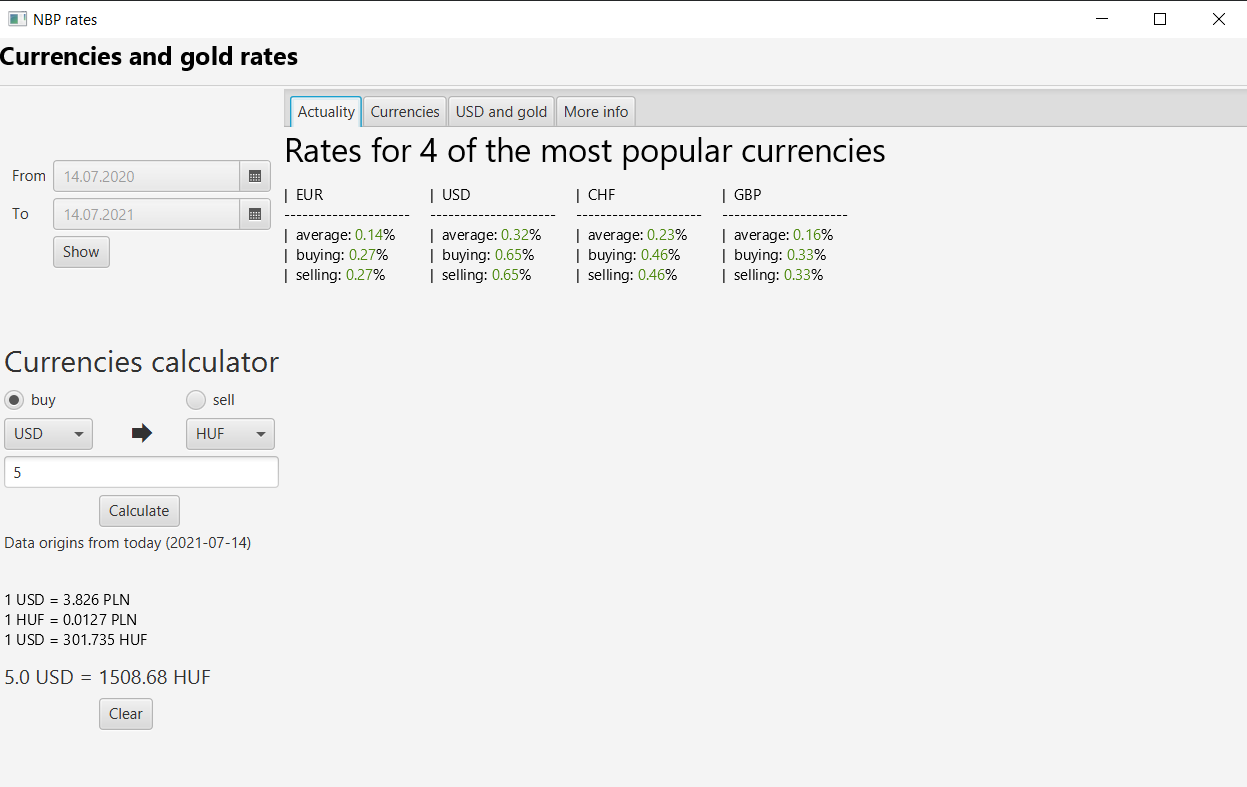 NBP rates
Currencies and gold rates
From 14.07.2020
To 14.07.2021
Show
Currencies calculator
buy sell
USD HUF
5
Calculate
Data origins from today (2021-07-14)
1 USD = 3.826 PLN
1 HUF = 0.0127 PLN
1 USD = 301.735 HUF
5.0 USD = 1508.68 HUF
Clear
Actuality Currencies USD and gold More info
Rates for 4 of the most popular currencies
| EUR | USD | CHF | GBP
--------------------- --------------------- --------------------- ---------------------
| average: 0.14% | average: 0.32% | average: 0.23% | average: 0.16%
| buying: 0.27% | buying: 0.65% | buying: 0.46% | buying: 0.33%
| selling: 0.27% | selling: 0.65% | selling: 0.46% | selling: 0.33%